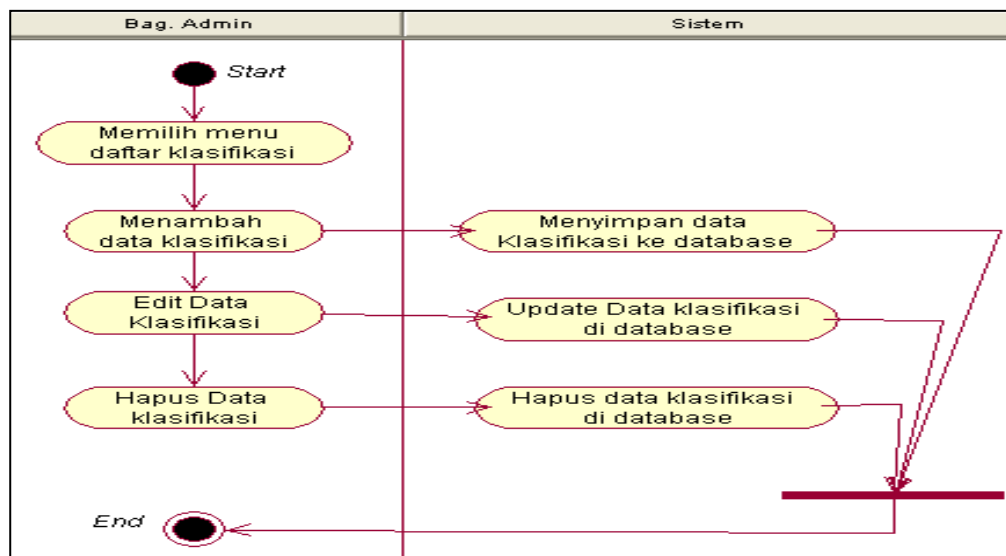 Bag. Admin
Sistem
Start
Memilih menu
daftar klasifikasi
Menambah
data klasifikasi
Menyimpan data
Klasifikasi ke database
Edit Data
Klasifikasi
Update Data klasifikasi
di database
Hapus Data
klasifikasi
Hapus data klasifikasi
di database
End